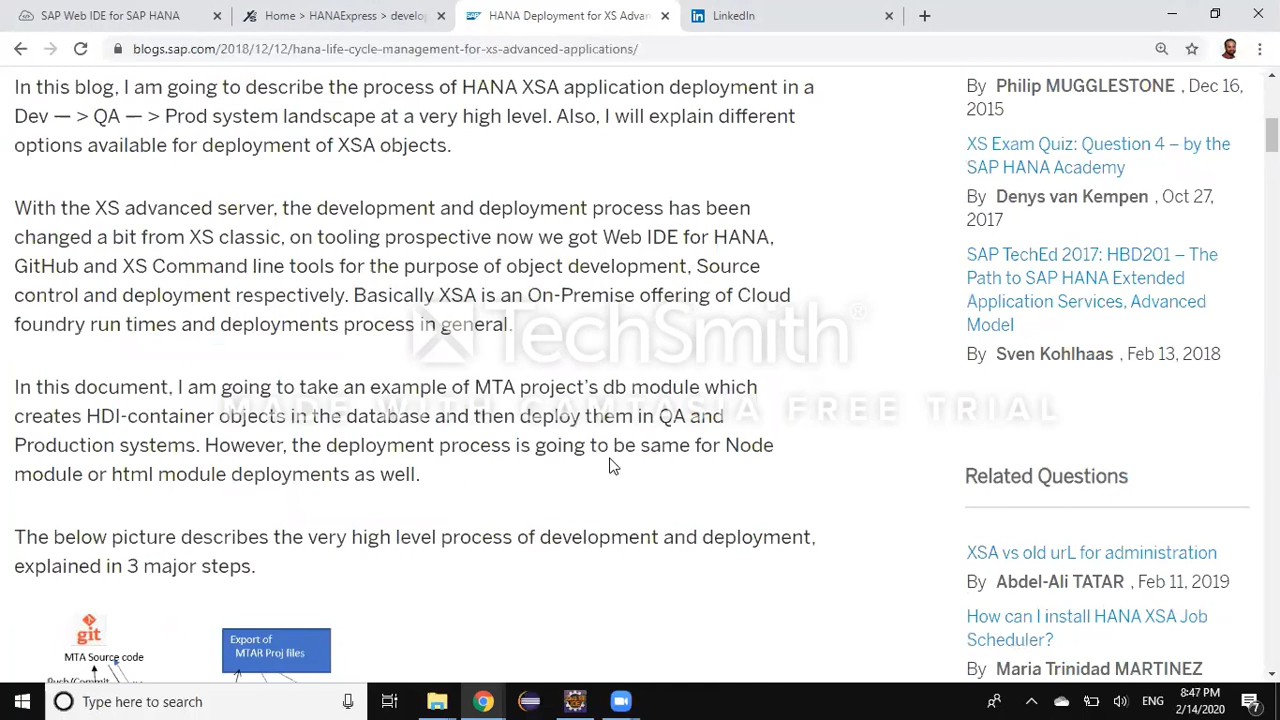 SAP Web IDE for SAP HANA
Home > HANAExpress > develop
HANA Deployment for XS Advan
LinkedIn
blogs.sap.com/2018/12/12/hana-life-cycle-management-for-xs-advanced-applications/
In this blog, I am going to describe the process of HANA XSA application deployment in a
Dev — > QA — > Prod system landscape at a very high level. Also, I will explain different
options available for deployment of XSA objects.
With the XS advanced server, the development and deployment process has been
changed a bit from XS classic, on tooling prospective now we got Web IDE for HANA,
GitHub and XS Command line tools for the purpose of object development, Source
control and deployment respectively. Basically XSA is an On-Premise offering of Cloud
foundry run times and deployments process in general.
In this document, I am going to take an example of MTA project’s db module which
creates HDI-container objects in the database and then deploy them in QA and
Production systems. However, the deployment process is going to be same for Node
module or html module deployments as well.
The below picture describes the very high level process of development and deployment,
explained in 3 major steps.
git
MTA Source code
Push/Commit
Export of
MTAR Proj files
By Philip MUGGLESTONE , Dec 16,
2015
XS Exam Quiz: Question 4 – by the
SAP HANA Academy
By Denys van Kempen , Oct 27,
2017
SAP TechEd 2017: HBD201 – The
Path to SAP HANA Extended
Application Services, Advanced
Model
By Sven Kohlhaas , Feb 13, 2018
Related Questions
XSA vs old urL for administration
By Abdel-Ali TATAR , Feb 11, 2019
How can I install HANA XSA Job
Scheduler?
By Maria Trinidad MARTINEZ
TechSmith®
MADE WITH CAMTASIA FREE TRIAL
Type here to search
ENG
8:47 PM
2/14/2020
7